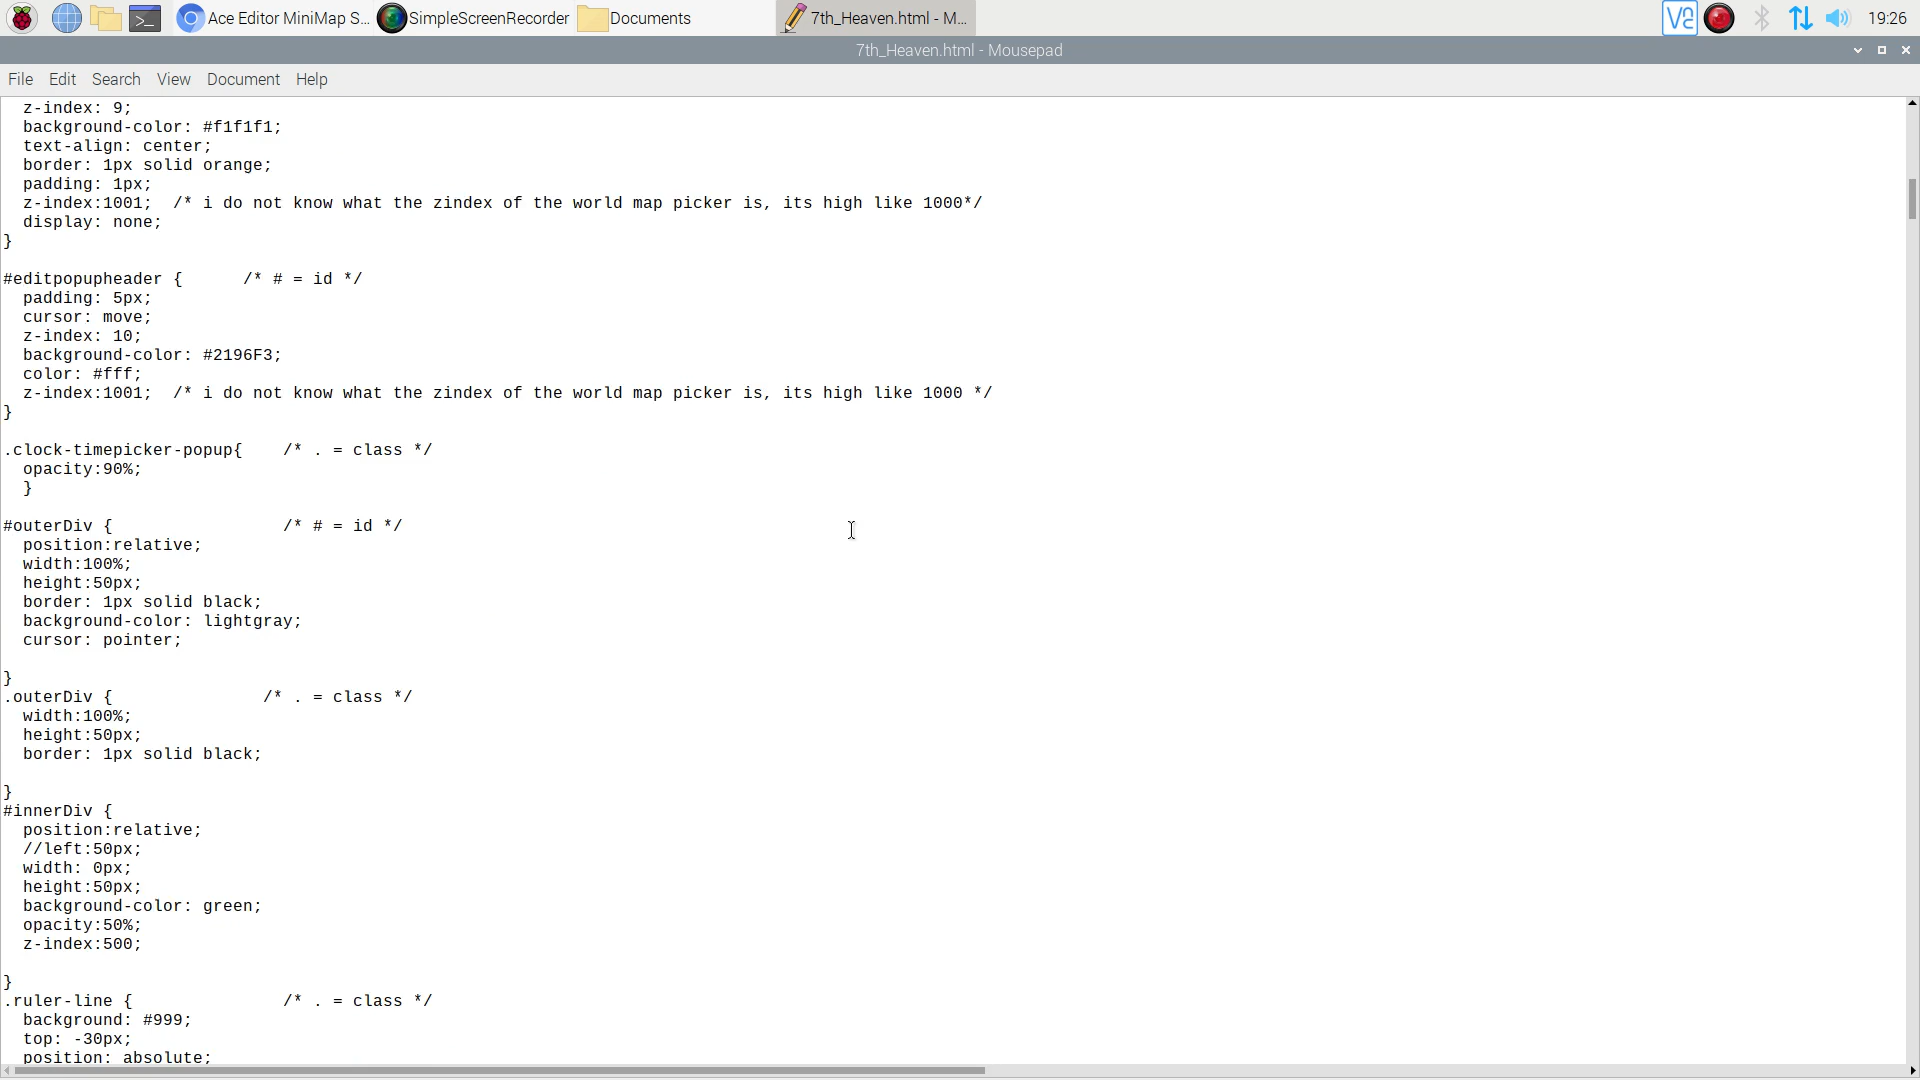 Ace Editor MiniMap S... SimpleScreenRecorder Documents 7th_Heaven.html - M... 19:26
7th_Heaven.html - Mousepad
File Edit Search View Document Help
z-index: 9;
background-color: #f1f1f1;
text-align: center;
border: 1px solid orange;
padding: 1px;
z-index:1001;  /* i do not know what the zindex of the world map picker is, its high like 1000*/
display: none;
}
#editpopupheader {      /* # = id */
padding: 5px;
cursor: move;
z-index: 10;
background-color: #2196F3;
color: #fff;
z-index:1001;  /* i do not know what the zindex of the world map picker is, its high like 1000 */
}
.clock-timepicker-popup{    /* . = class */
opacity:90%;
}
#outerDiv {                 /* # = id */
position:relative;
width:100%;
height:50px;
border: 1px solid black;
background-color: lightgray;
cursor: pointer;
}
.outerDiv {               /* . = class */
width:100%;
height:50px;
border: 1px solid black;
}
#innerDiv {
position:relative;
//left:50px;
width: 0px;
height:50px;
background-color: green;
opacity:50%;
z-index:500;
}
.ruler-line {               /* . = class */
background: #999;
top: -30px;
position: absolute;